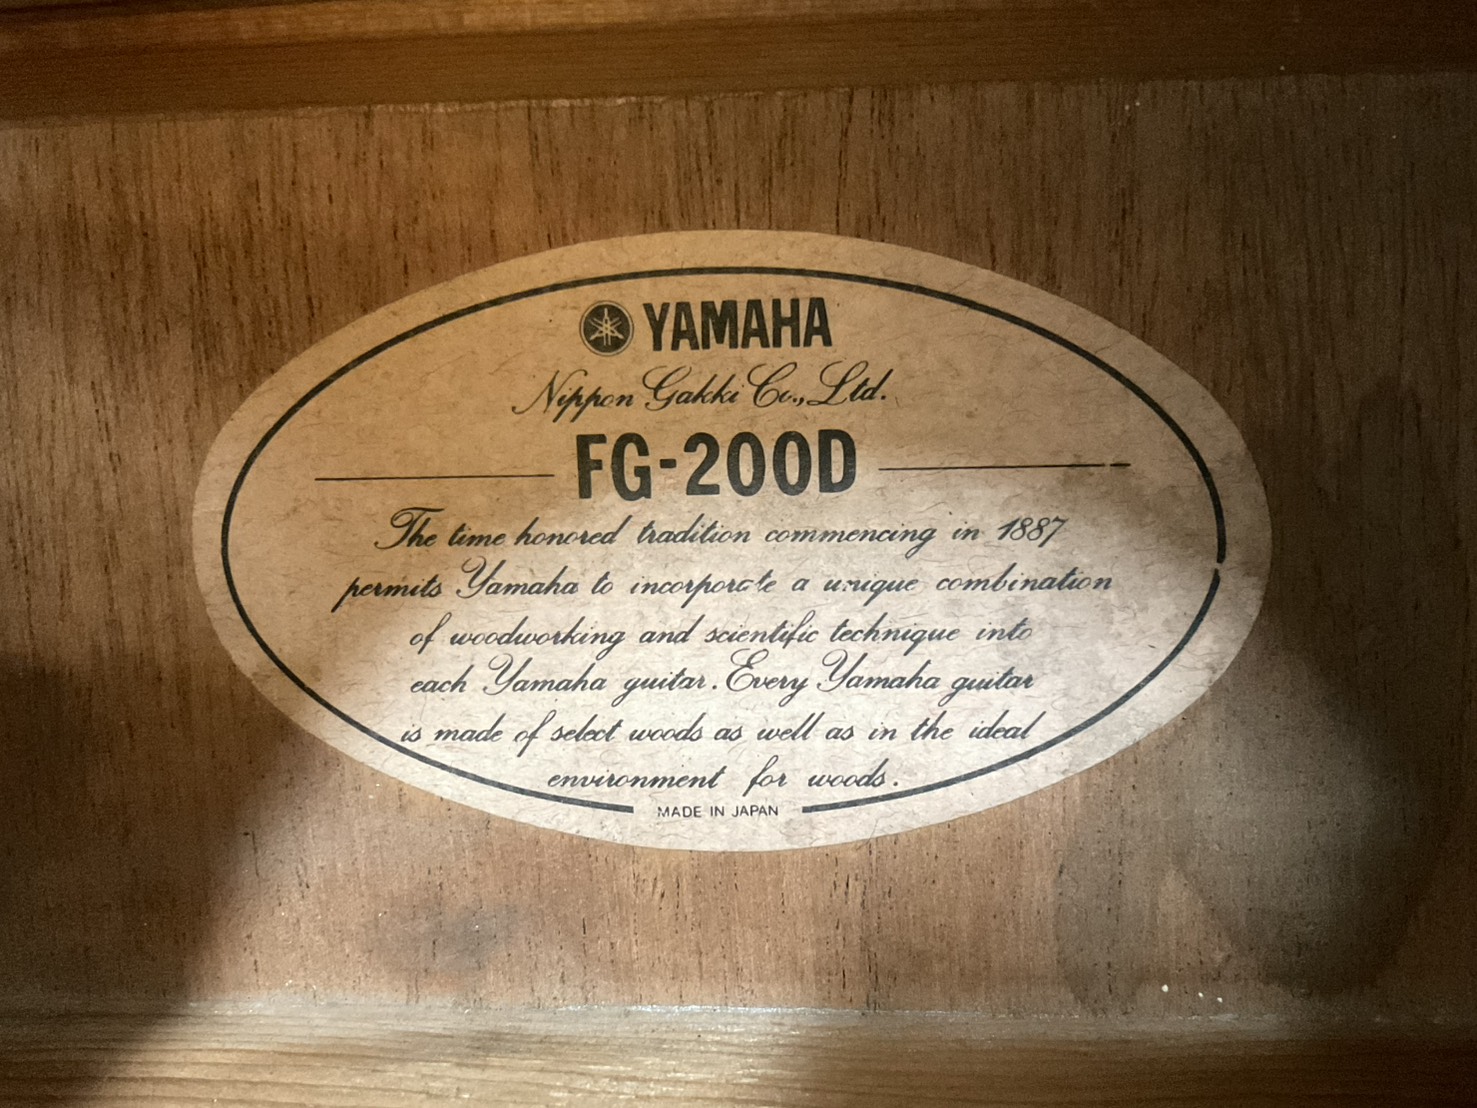 YAMAHA
Nippon Gakki Co., Ltd.
FG-200D
The time honored tradition commencing in 1887
permits Yamaha to incorporate a unique combination
of woodworking and scientific technique into
each Yamaha guitar. Every Yamaha guitar
is made of select woods as well as in the ideal
environment for woods.
MADE IN JAPAN